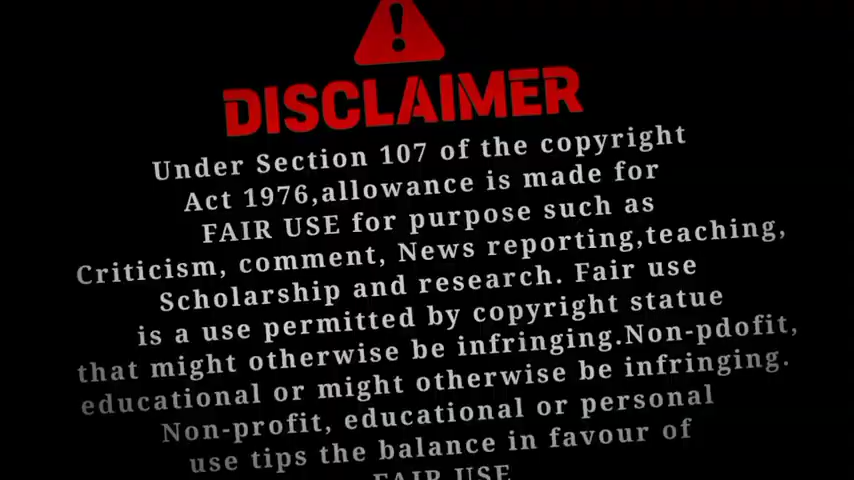 DISCLAIMER
Under Section 107 of the copyright
Act 1976,allowance is made for
FAIR USE for purpose such as
Criticism, comment, News reporting,teaching,
Scholarship and research. Fair use
is a use permitted by copyright statue
that might otherwise be infringing.Non-pdofit,
educational or might otherwise be infringing.
Non-profit, educational or personal
use tips the balance in favour of
FAIR USE